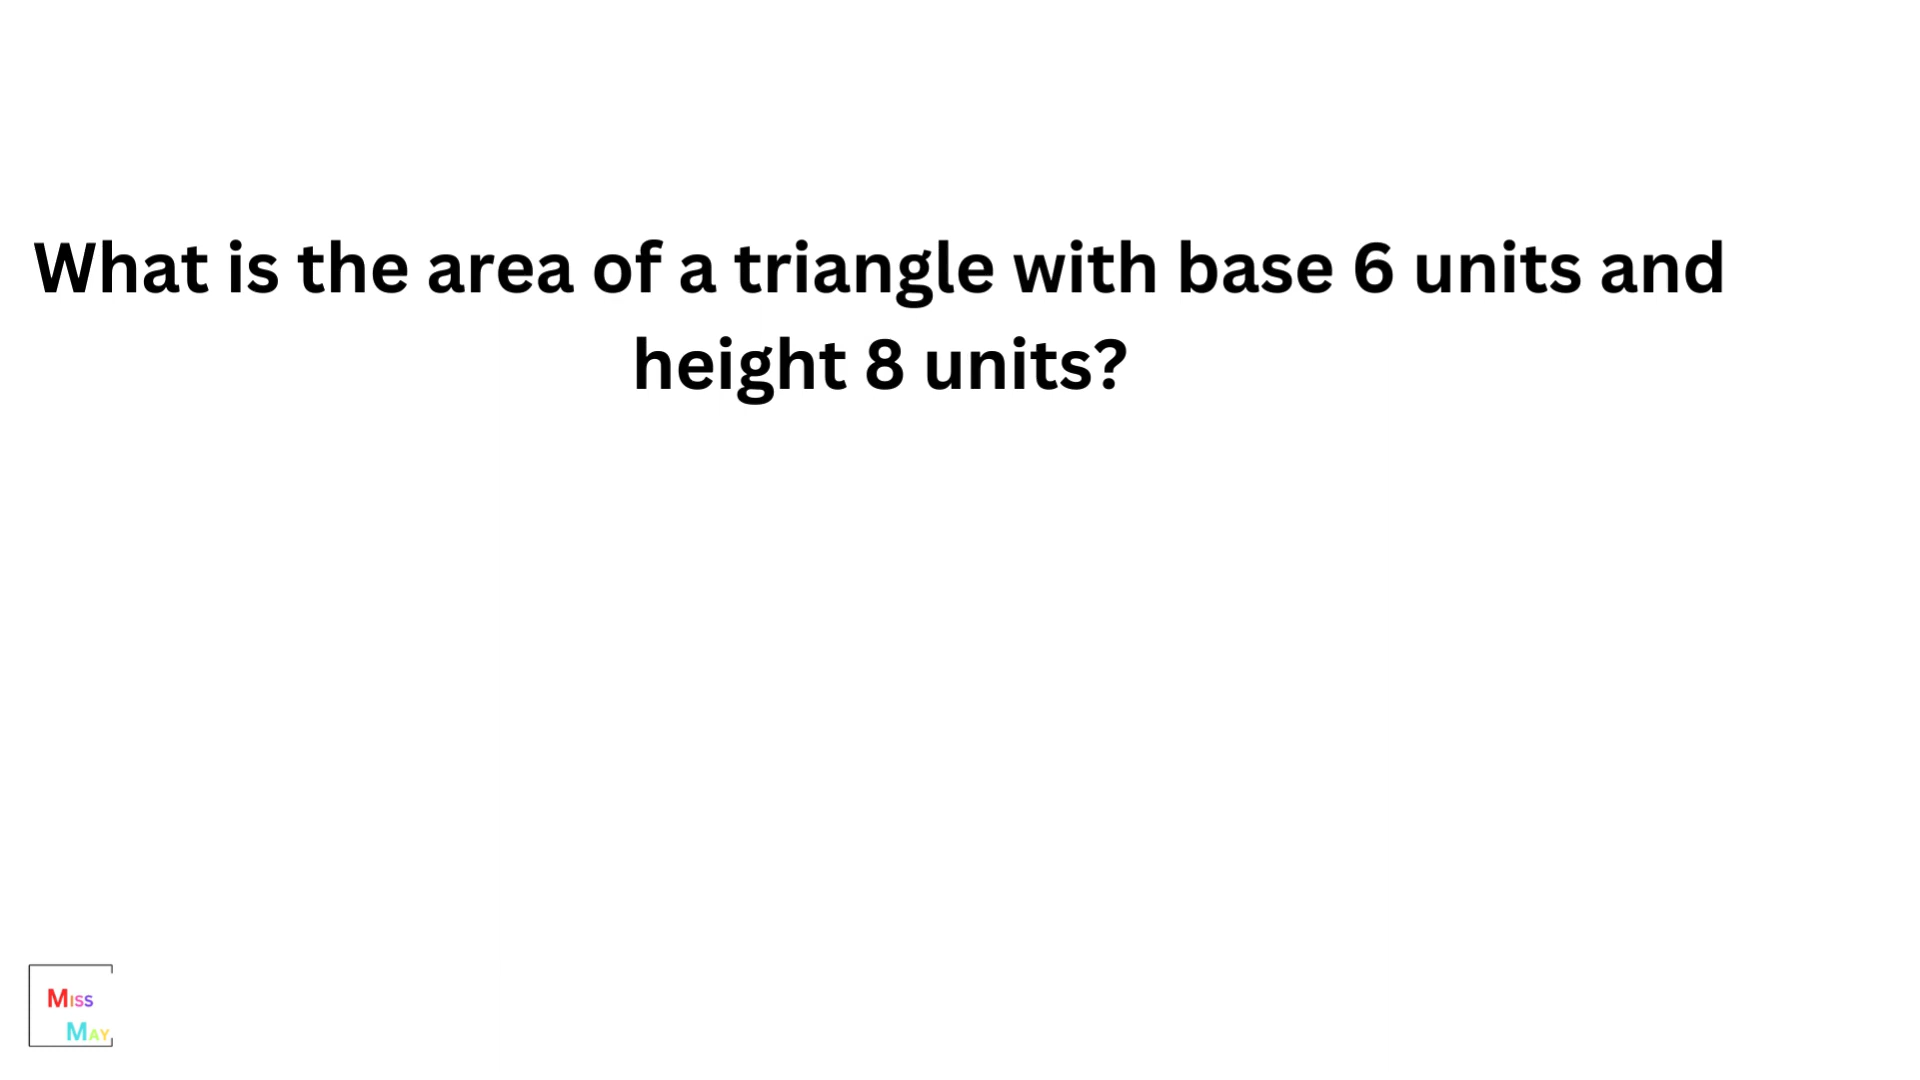 What is the area of a triangle with base 6 units and
height 8 units?
Miss
May